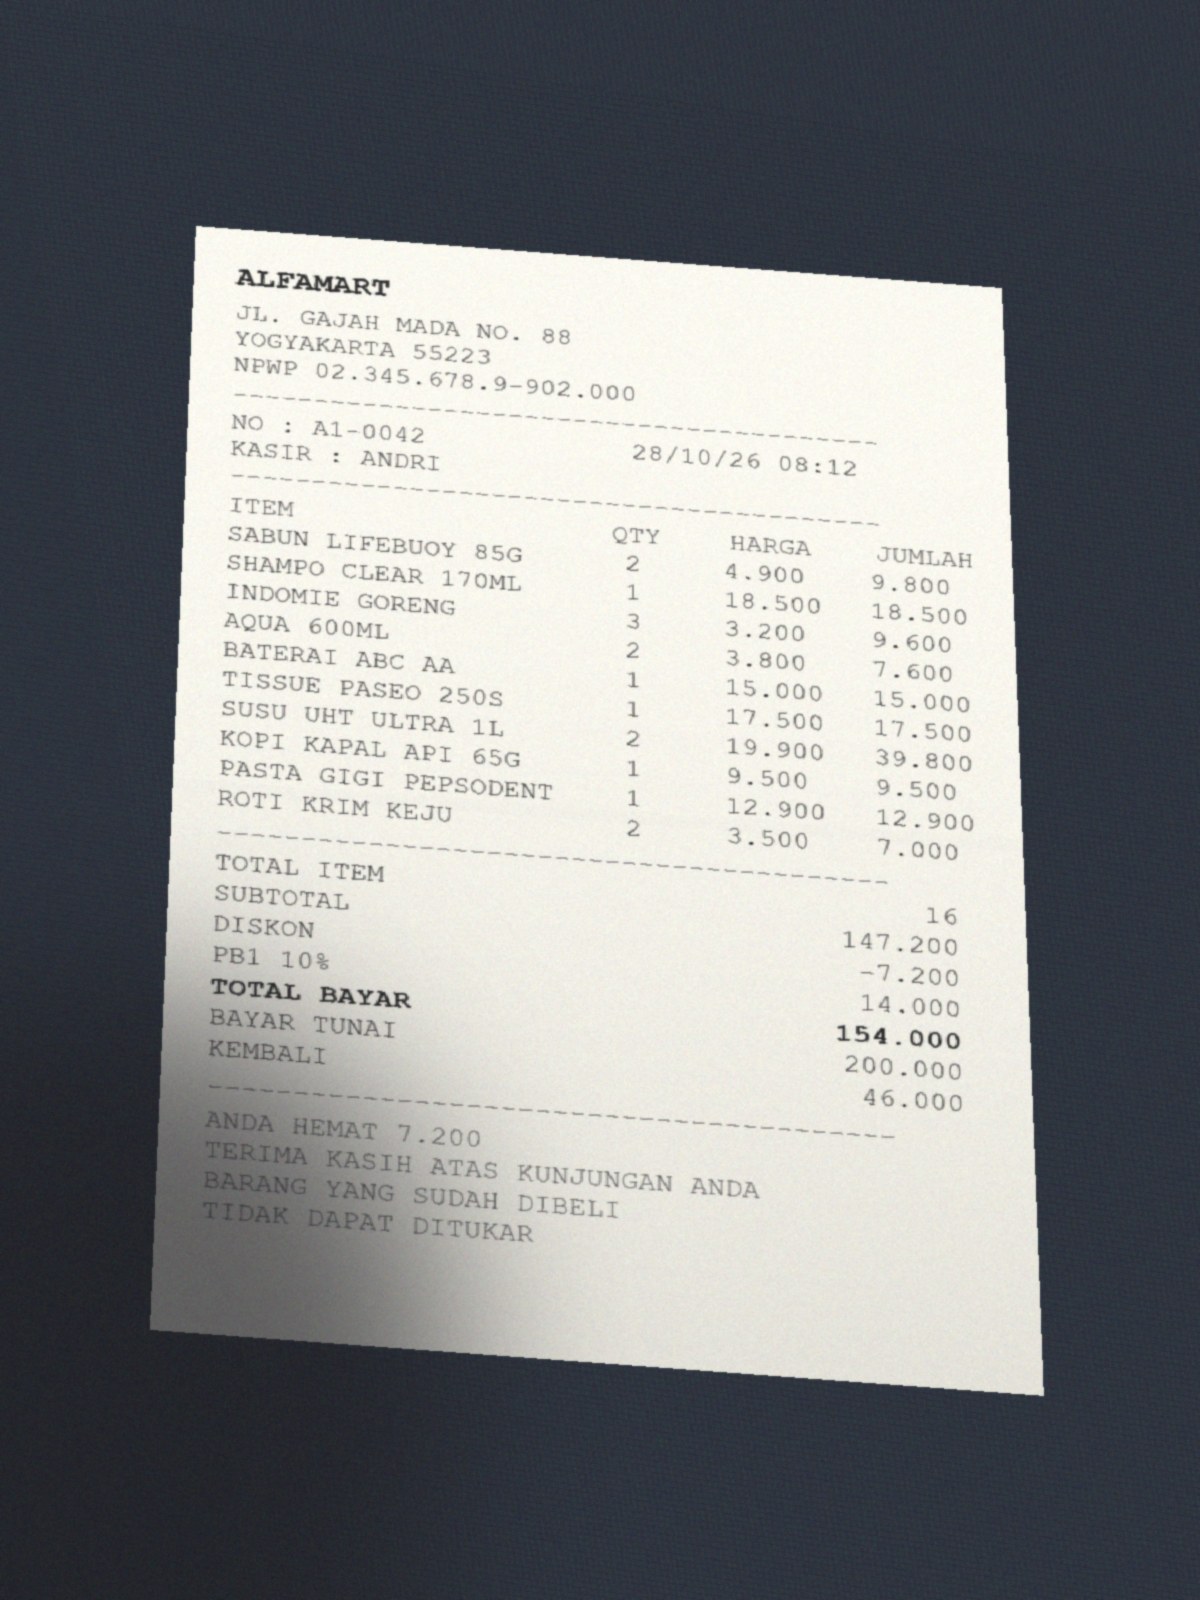 ALFAMART
JL. GAJAH MADA NO. 88
YOGYAKARTA 55223
NPWP 02.345.678.9-902.000
----------------------------------------
NO : A1-0042 28/10/26 08:12
KASIR : ANDRI
----------------------------------------
ITEM QTY HARGA JUMLAH
SABUN LIFEBUOY 85G 2 4.900 9.800
SHAMPO CLEAR 170ML 1 18.500 18.500
INDOMIE GORENG 3 3.200 9.600
AQUA 600ML 2 3.800 7.600
BATERAI ABC AA 1 15.000 15.000
TISSUE PASEO 250S 1 17.500 17.500
SUSU UHT ULTRA 1L 2 19.900 39.800
KOPI KAPAL API 65G 1 9.500 9.500
PASTA GIGI PEPSODENT 1 12.900 12.900
ROTI KRIM KEJU 2 3.500 7.000
----------------------------------------
TOTAL ITEM 16
SUBTOTAL 147.200
DISKON -7.200
PB1 10% 14.000
TOTAL BAYAR 154.000
BAYAR TUNAI 200.000
KEMBALI 46.000
----------------------------------------
ANDA HEMAT 7.200
TERIMA KASIH ATAS KUNJUNGAN ANDA
BARANG YANG SUDAH DIBELI
TIDAK DAPAT DITUKAR